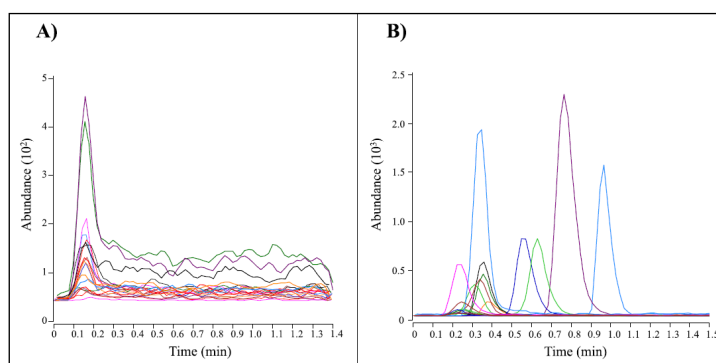 A)
Abundance (10²)
5
4
2
1
0
0 0.1 0.2 0.3 0.4 0.5 0.6 0.7 0.8 0.9 1.0 1.1 1.2 1.3 1.4
Time (min)
B)
Abundance (10³)
2.5
2.0
1.5
1.0
0.5
0
0 0.1 0.2 0.3 0.4 0.5 0.6 0.7 0.8 0.9 1.0 1.1 1.2 1.3 1.4 1.5
Time (min)